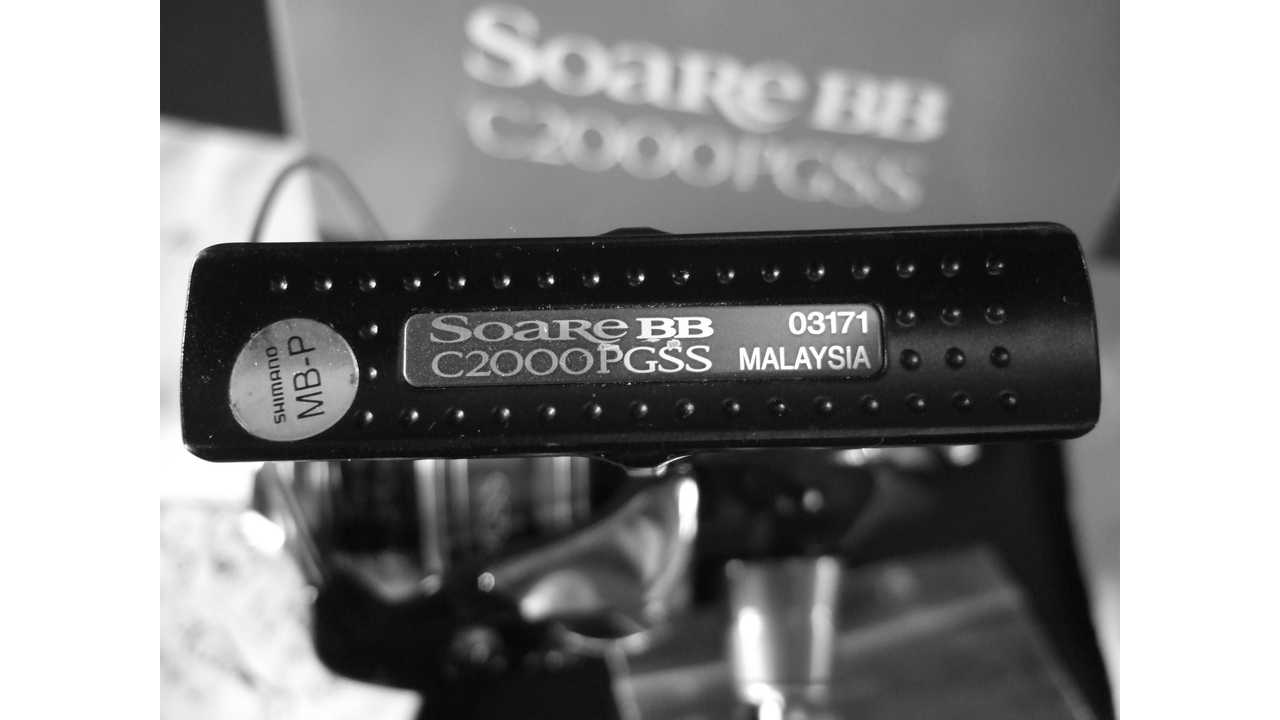 Soare BB
C2000PGSS
SHIMANO
MB-P
Soare BB
C2000PGSS
03171
MALAYSIA